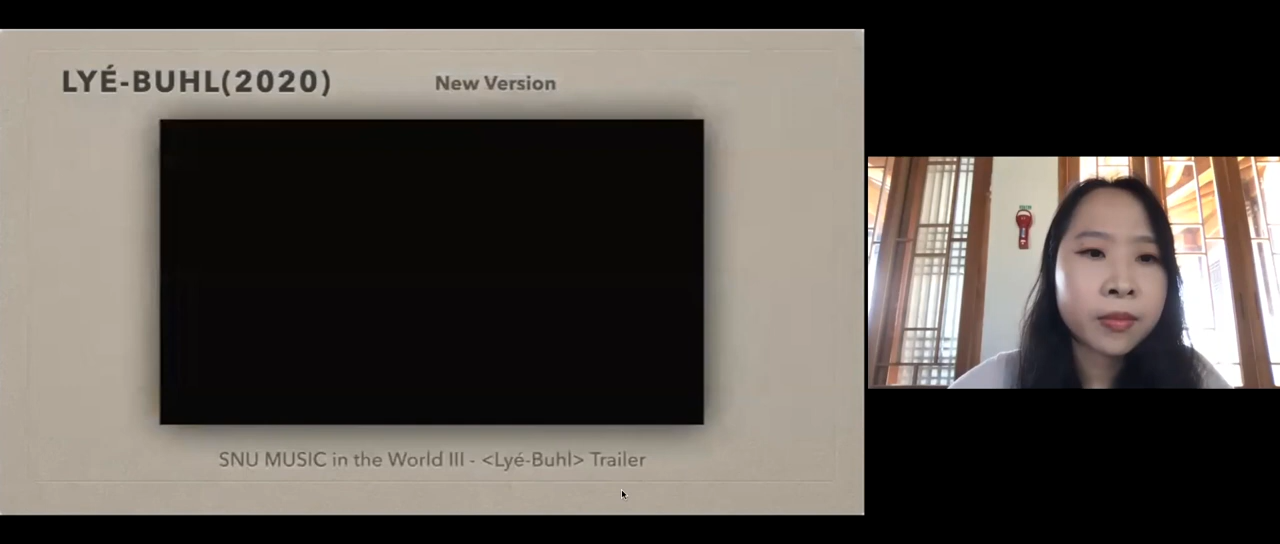 LYÉ-BUHL(2020)
New Version
SNU MUSIC in the World III - <Lyé-Buhl> Trailer